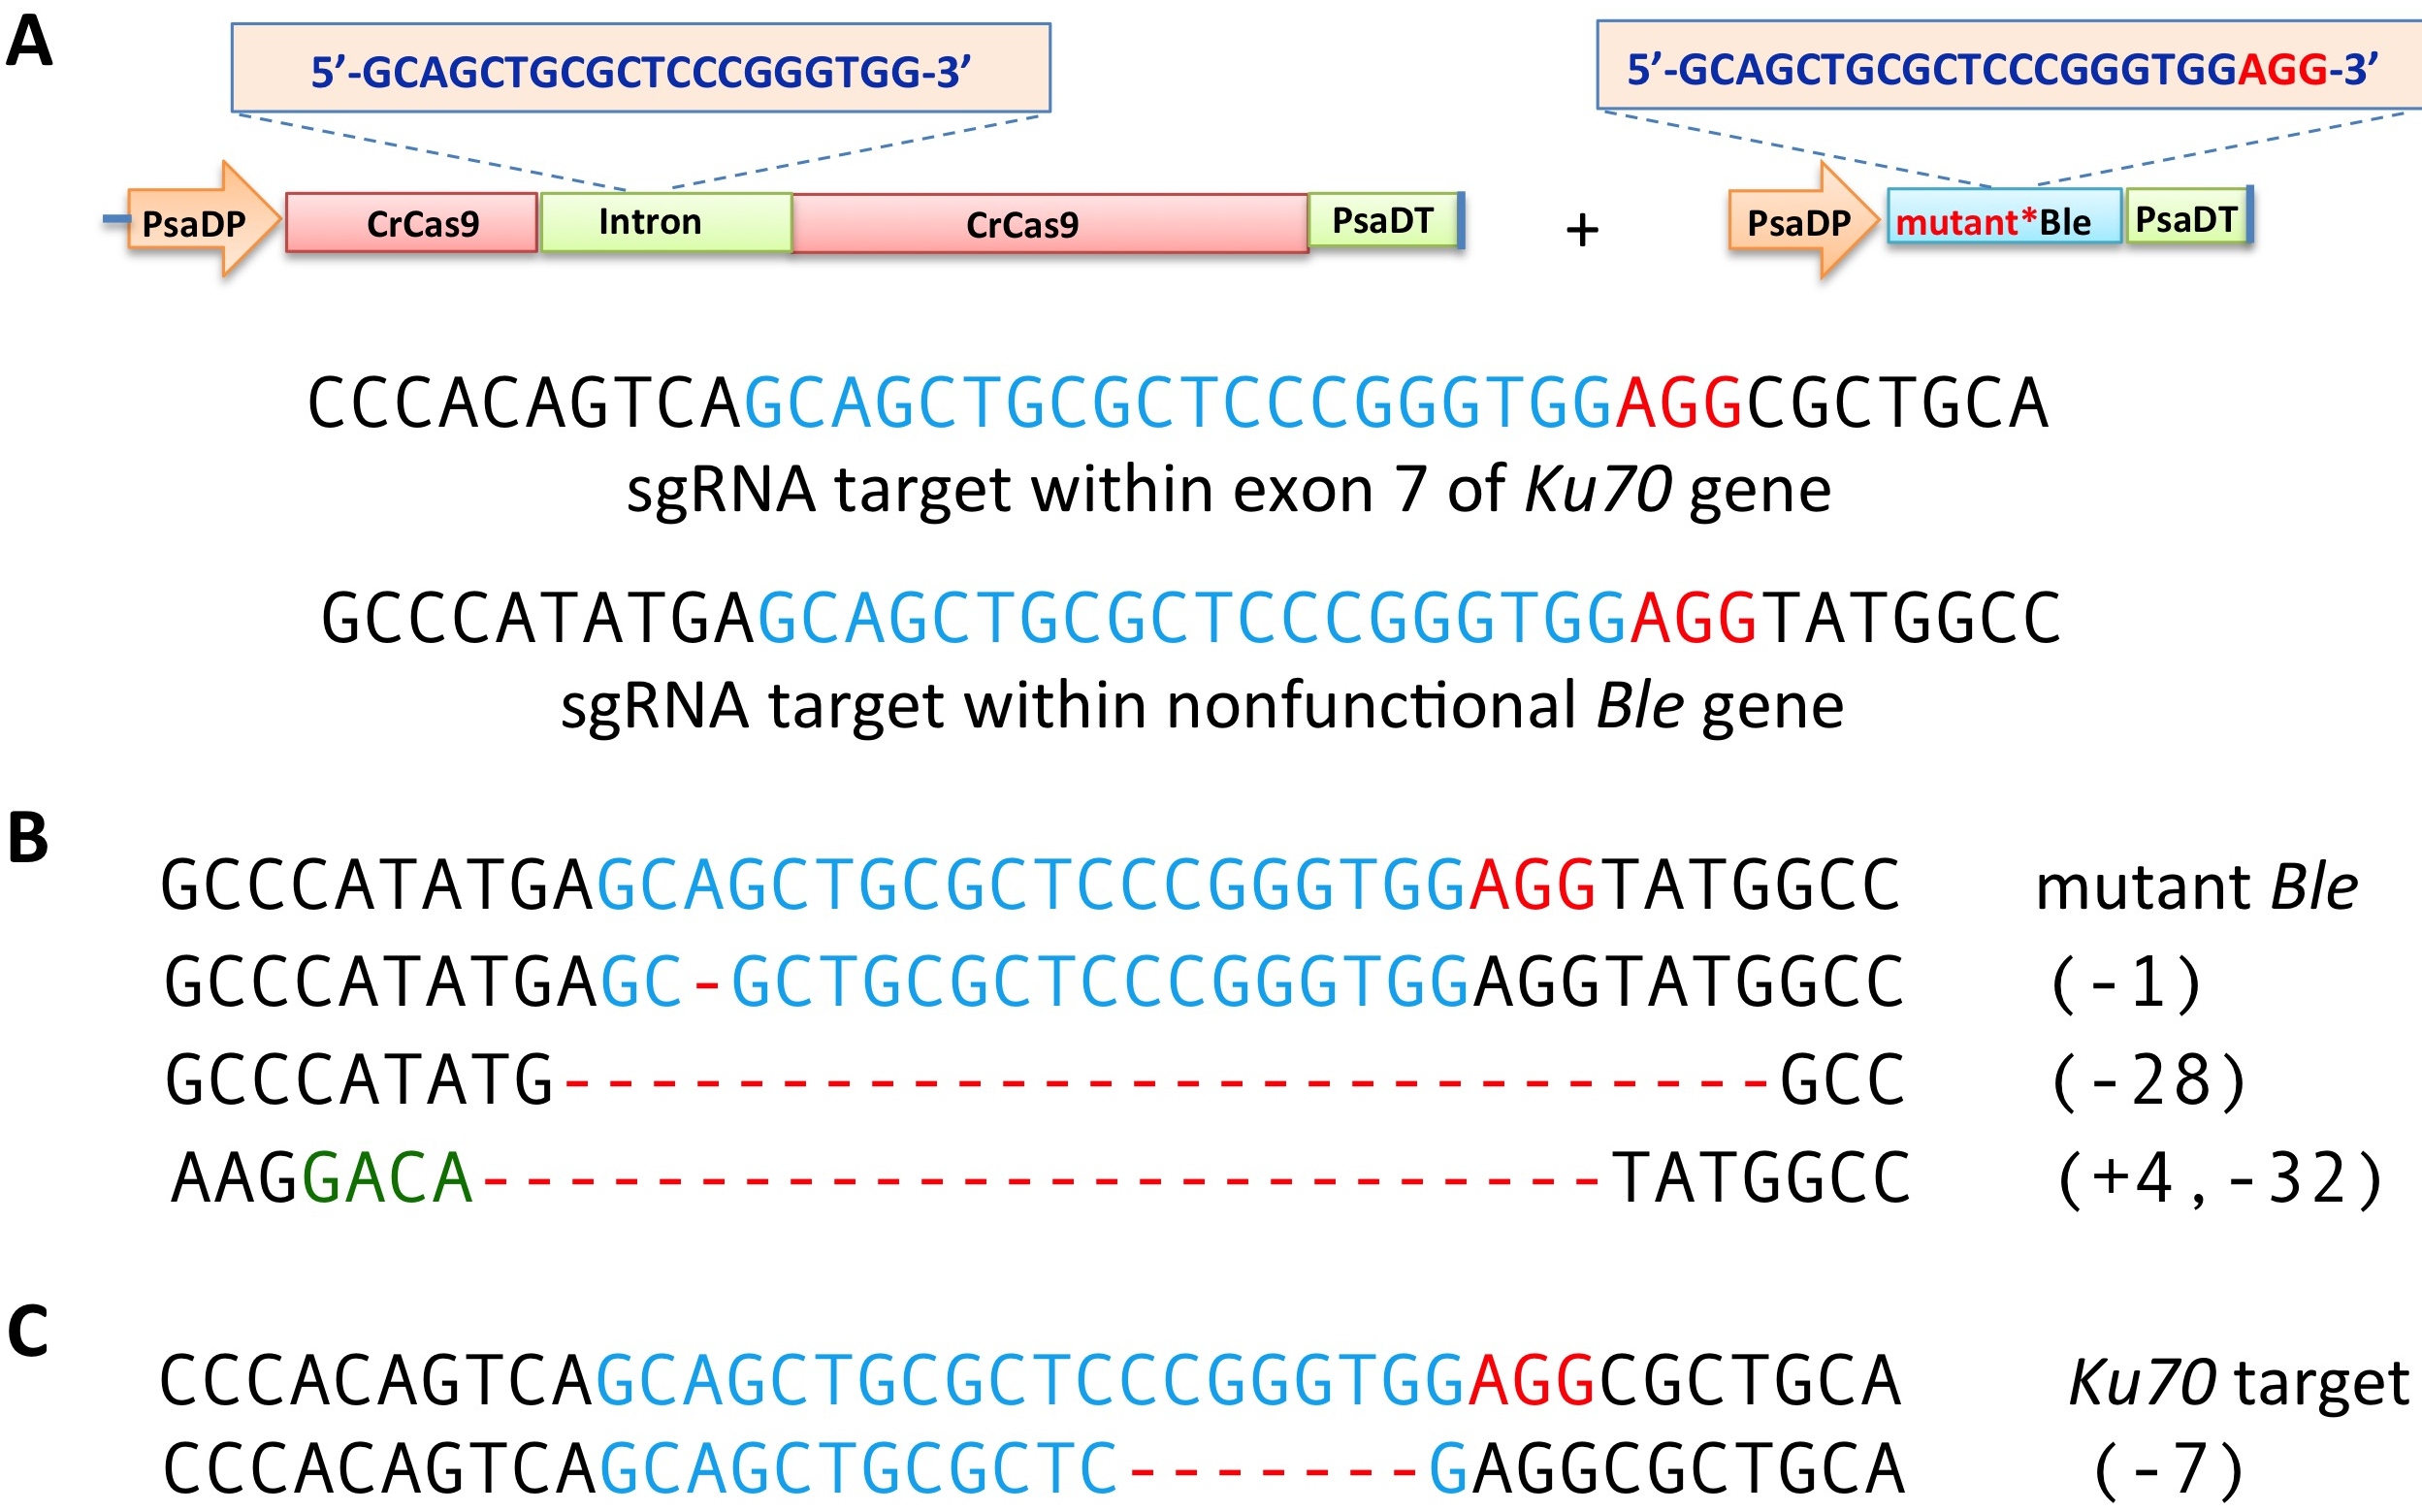 A
5’-GCAGCTGCGCTCCCGGGTGG-3’ 5’-GCAGCTGCGCTCCCGGGTGGAGG-3’
PsaDP CrCas9 Intron CrCas9 PsaDT + PsaDP mutant*Ble PsaDT
CCCACAGTCAGCAGCTGCGCTCCCGGGTGGAGGCGCTGCA
sgRNA target within exon 7 of Ku70 gene
GCCCATATGAGCAGCTGCGCTCCCGGGTGGAGGTATGGCC
sgRNA target within nonfunctional Ble gene
B
GCCCATATGAGCAGCTGCGCTCCCGGGTGGAGGTATGGCC mutant Ble
GCCCATATGAGC-GCTGCGCTCCCGGGTGGAGGTATGGCC (-1)
GCCCATATG----------------------------GCC (-28)
AAGGACA--------------------------TATGGCC (+4,-32)
C
CCCACAGTCAGCAGCTGCGCTCCCGGGTGGAGGCGCTGCA Ku70 target
CCCACAGTCAGCAGCTGCGCTC-------GAGGCGCTGCA (-7)